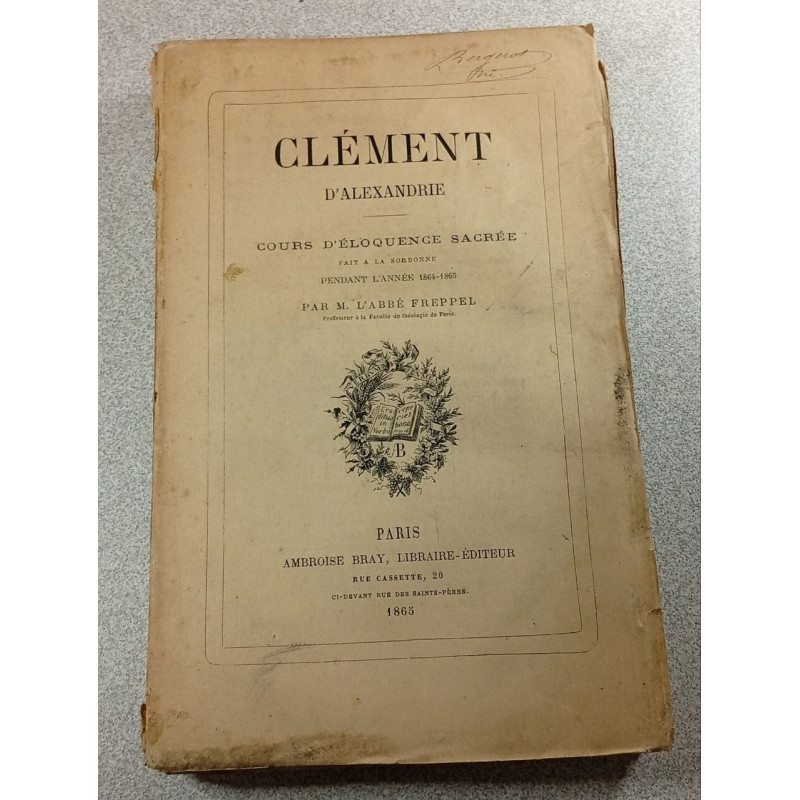 Bergerot
CLÉMENT
D'ALEXANDRIE
COURS D'ÉLOQUENCE SACRÉE
FAIT A LA SORBONNE
PENDANT L'ANNÉE 1864-1865
PAR M. L'ABBÉ FREPPEL
Professeur à la Faculté de théologie de Paris.
B
PARIS
AMBROISE BRAY, LIBRAIRE-ÉDITEUR
RUE CASSETTE, 20
CI-DEVANT RUE DES SAINTS-PÈRES.
1865